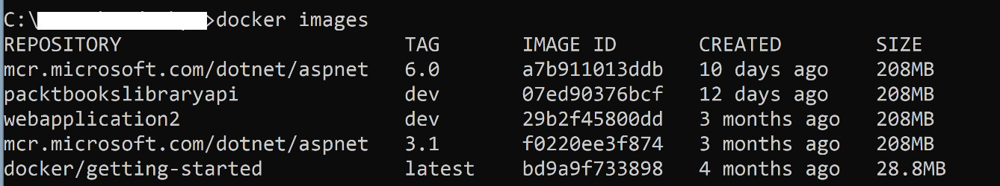 C:\ >docker images
REPOSITORY TAG IMAGE ID CREATED SIZE
mcr.microsoft.com/dotnet/aspnet 6.0 a7b911013ddb 10 days ago 208MB
packtbookslibraryapi dev 07ed90376bcf 12 days ago 208MB
webapplication2 dev 29b2f45800dd 3 months ago 208MB
mcr.microsoft.com/dotnet/aspnet 3.1 f0220ee3f874 3 months ago 208MB
docker/getting-started latest bd9a9f733898 4 months ago 28.8MB